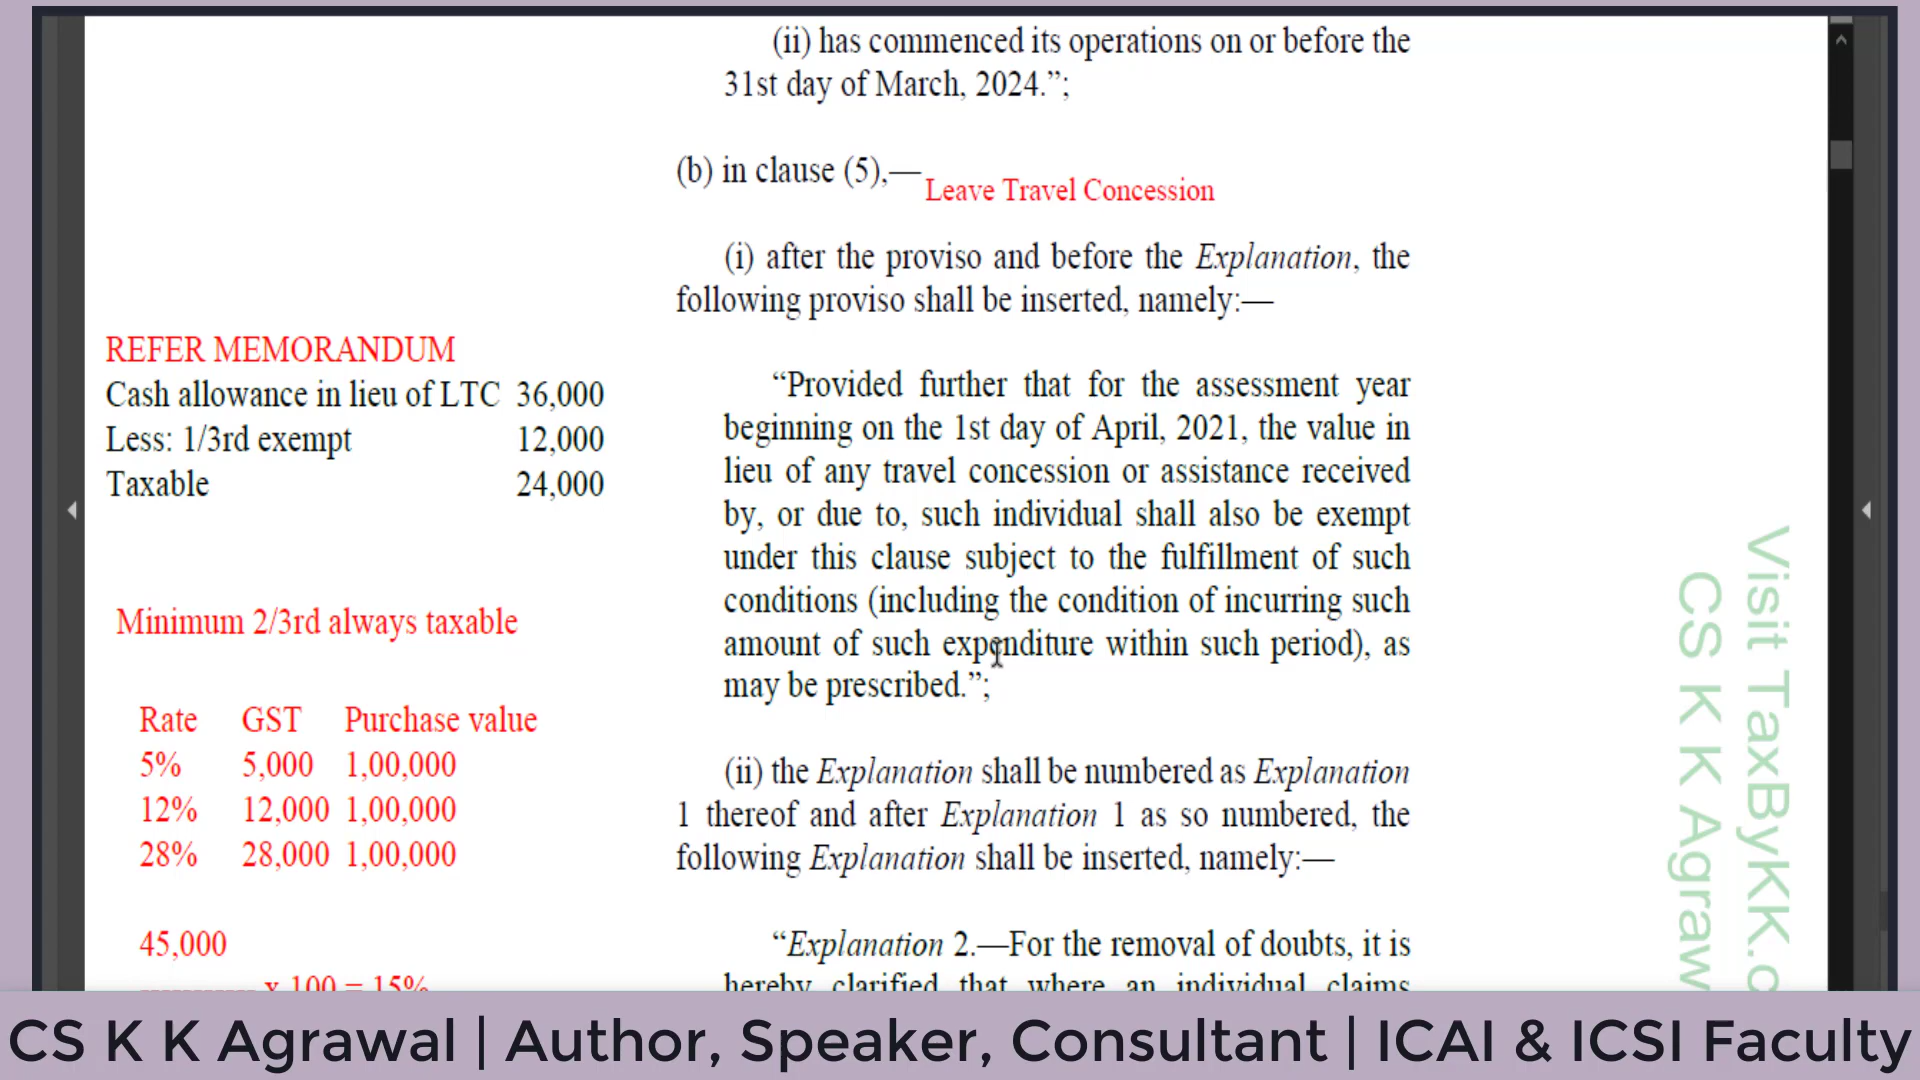 (ii) has commenced its operations on or before the
31st day of March, 2024.”;
(b) in clause (5),—
Leave Travel Concession
(i) after the proviso and before the Explanation, the
following proviso shall be inserted, namely:—
“Provided further that for the assessment year
beginning on the 1st day of April, 2021, the value in
lieu of any travel concession or assistance received
by, or due to, such individual shall also be exempt
under this clause subject to the fulfillment of such
conditions (including the condition of incurring such
amount of such expenditure within such period), as
may be prescribed.”;
(ii) the Explanation shall be numbered as Explanation
1 thereof and after Explanation 1 as so numbered, the
following Explanation shall be inserted, namely:—
“Explanation 2.—For the removal of doubts, it is
hereby clarified that where an individual claims
REFER MEMORANDUM
Cash allowance in lieu of LTC 36,000
Less: 1/3rd exempt 12,000
Taxable 24,000
Minimum 2/3rd always taxable
Rate GST Purchase value
5% 5,000 1,00,000
12% 12,000 1,00,000
28% 28,000 1,00,000
45,000
------------- x 100 = 15%
Visit TaxByKK.c
CS K K Agraw
CS K K Agrawal | Author, Speaker, Consultant | ICAI & ICSI Faculty